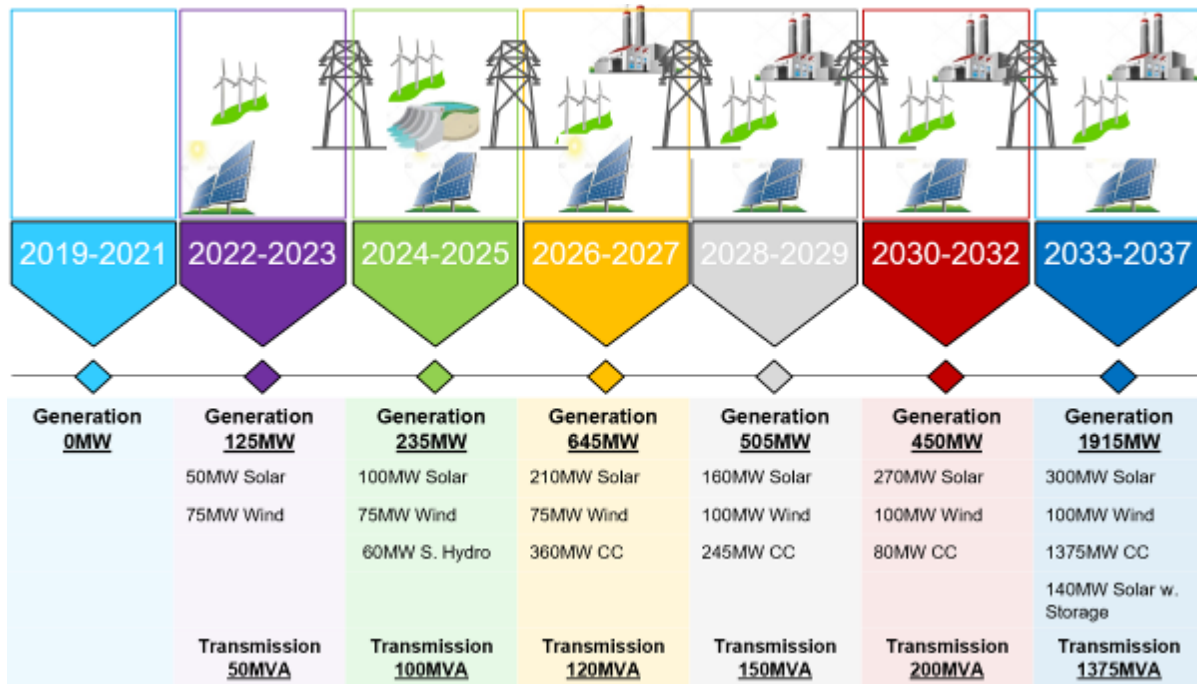 2019-2021
2022-2023
2024-2025
2026-2027
2028-2029
2030-2032
2033-2037
Generation
0MW
Generation
125MW
50MW Solar
75MW Wind
Transmission
50MVA
Generation
235MW
100MW Solar
75MW Wind
60MW S. Hydro
Transmission
100MVA
Generation
645MW
210MW Solar
75MW Wind
360MW CC
Transmission
120MVA
Generation
505MW
160MW Solar
100MW Wind
245MW CC
Transmission
150MVA
Generation
450MW
270MW Solar
100MW Wind
80MW CC
Transmission
200MVA
Generation
1915MW
300MW Solar
100MW Wind
1375MW CC
140MW Solar w.
Storage
Transmission
1375MVA